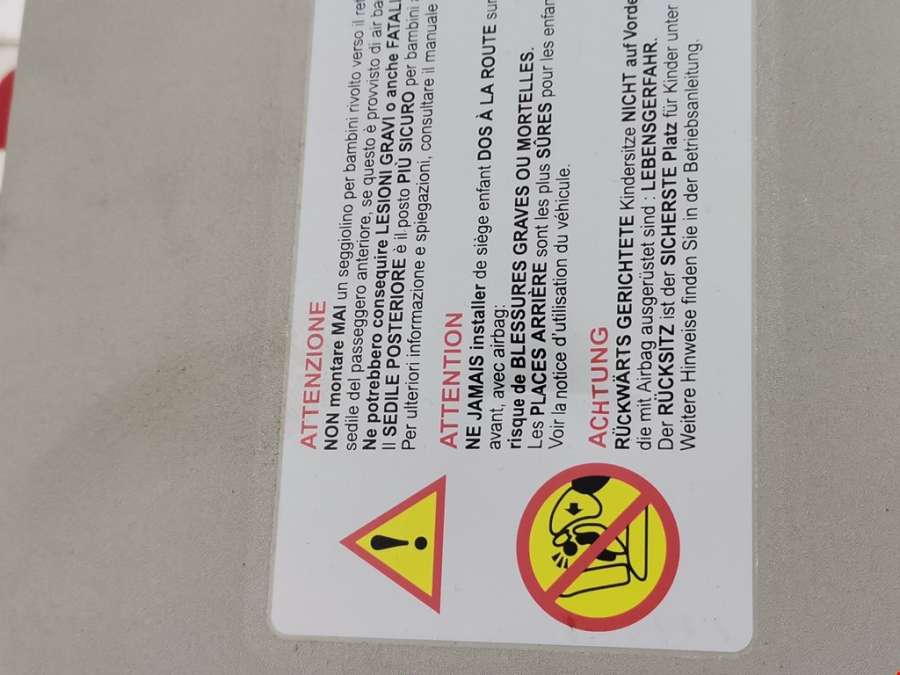 ATTENZIONE
NON montare MAI un seggiolino per bambini rivolto verso il
sedile del passeggero anteriore, se questo è provvisto di air
Ne potrebbero consequire LESIONI GRAVI o anche
Il SEDILE POSTERIORE è il posto PIÙ SICURO per bambini
Per ulteriori informazione e spiegazioni, consultare il manuale
ATTENTION
NE JAMAIS installer de siège enfant DOS À LA ROUTE sur
avant, avec airbag:
risque de BLESSURES GRAVES OU MORTELLES.
Les PLACES ARRIÈRE sont les plus SÛRES pour les
Voir la notice d'utilisation du véhicule.
ACHTUNG
RÜCKWÄRTS GERICHTETE Kindersitze NICHT auf
die mit Airbag ausgerüstet sind : LEBENSGERFAHR.
Der RÜCKSITZ ist der SICHERSTE Platz für Kinder unter
Weitere Hinweise finden Sie in der Betriebsanleitung.